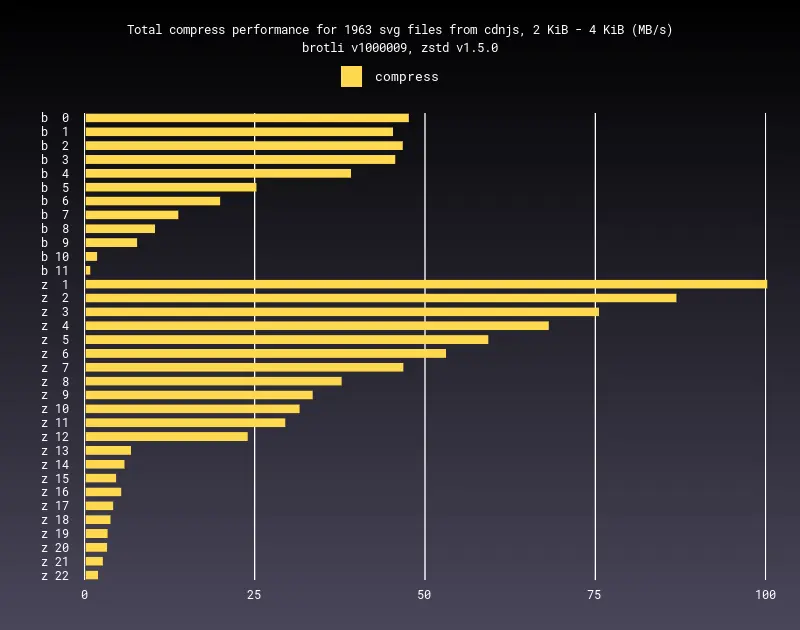 Total compress performance for 1963 svg files from cdnjs, 2 KiB - 4 KiB (MB/s)
brotli v1000009, zstd v1.5.0
compress
b  0
b  1
b  2
b  3
b  4
b  5
b  6
b  7
b  8
b  9
b 10
b 11
z  1
z  2
z  3
z  4
z  5
z  6
z  7
z  8
z  9
z 10
z 11
z 12
z 13
z 14
z 15
z 16
z 17
z 18
z 19
z 20
z 21
z 22
0 25 50 75 100